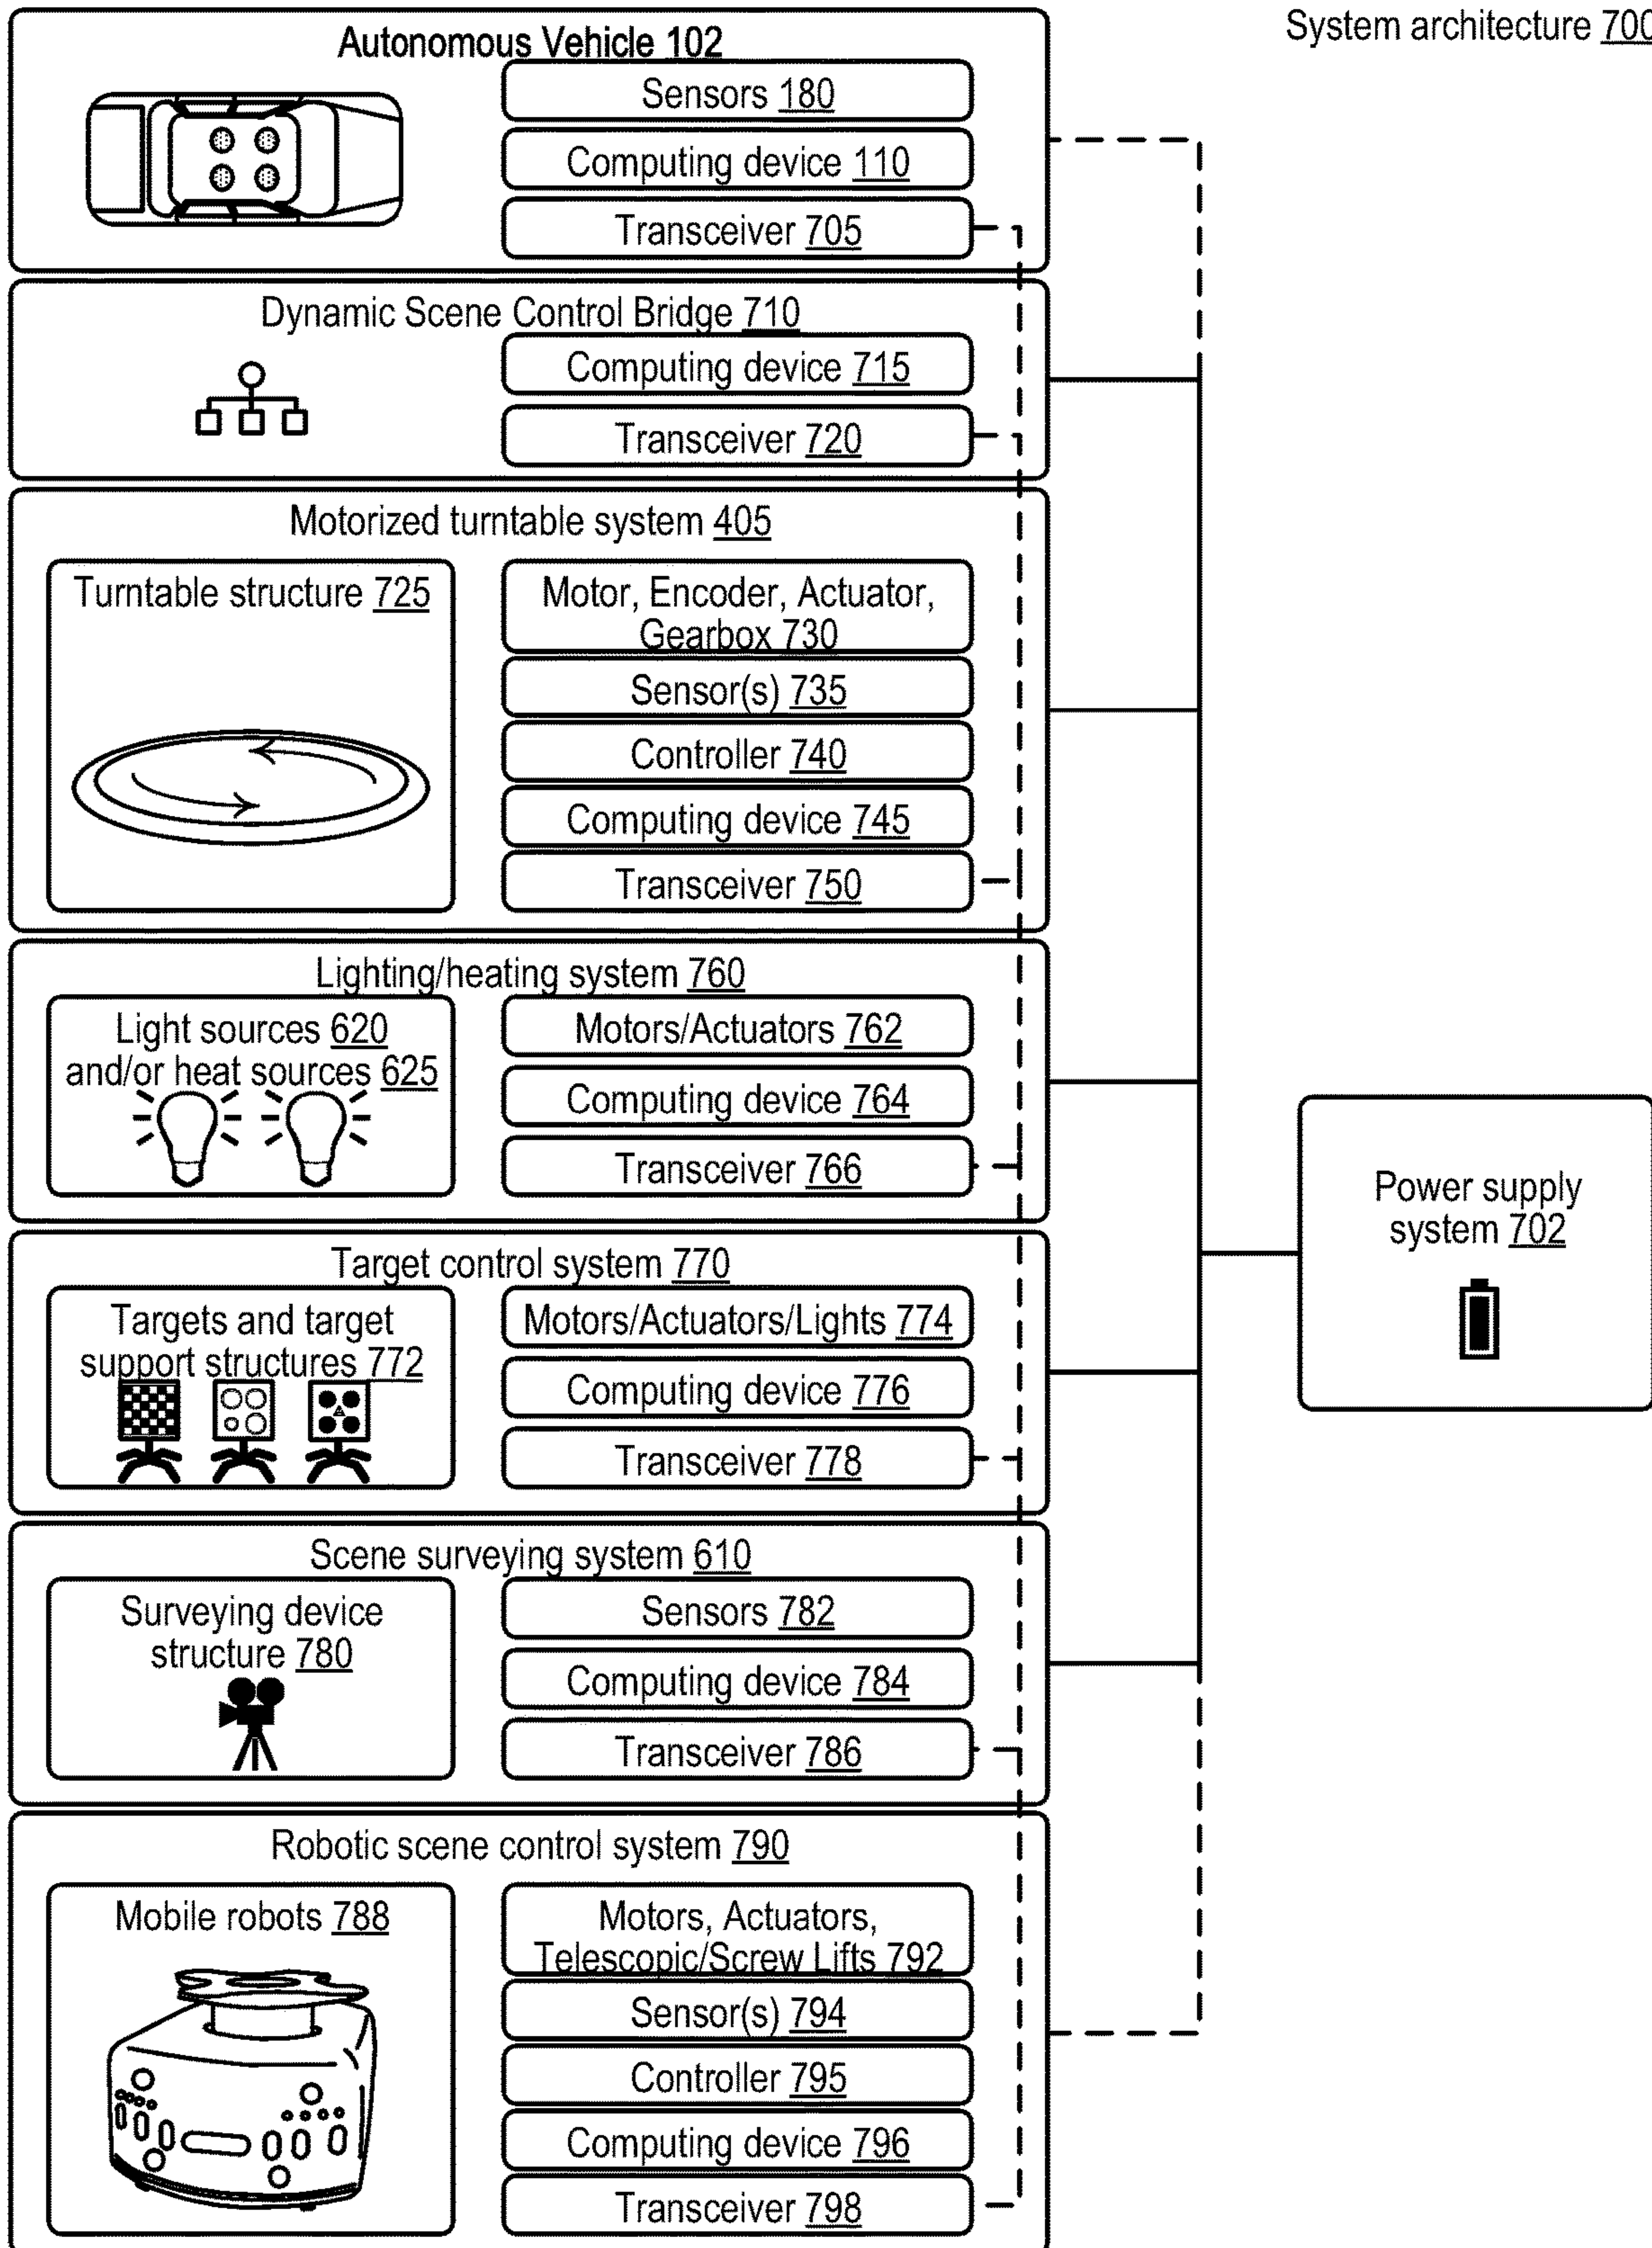 System architecture 700
Autonomous Vehicle 102
Sensors 180
Computing device 110
Transceiver 705
Dynamic Scene Control Bridge 710
Computing device 715
Transceiver 720
Motorized turntable system 405
Turntable structure 725
Motor, Encoder, Actuator,
Gearbox 730
Sensor(s) 735
Controller 740
Computing device 745
Transceiver 750
Lighting/heating system 760
Light sources 620
and/or heat sources 625
Motors/Actuators 762
Computing device 764
Transceiver 766
Power supply
system 702
Target control system 770
Targets and target
support structures 772
Motors/Actuators/Lights 774
Computing device 776
Transceiver 778
Scene surveying system 610
Surveying device
structure 780
Sensors 782
Computing device 784
Transceiver 786
Robotic scene control system 790
Mobile robots 788
Motors, Actuators,
Telescopic/Screw Lifts 792
Sensor(s) 794
Controller 795
Computing device 796
Transceiver 798